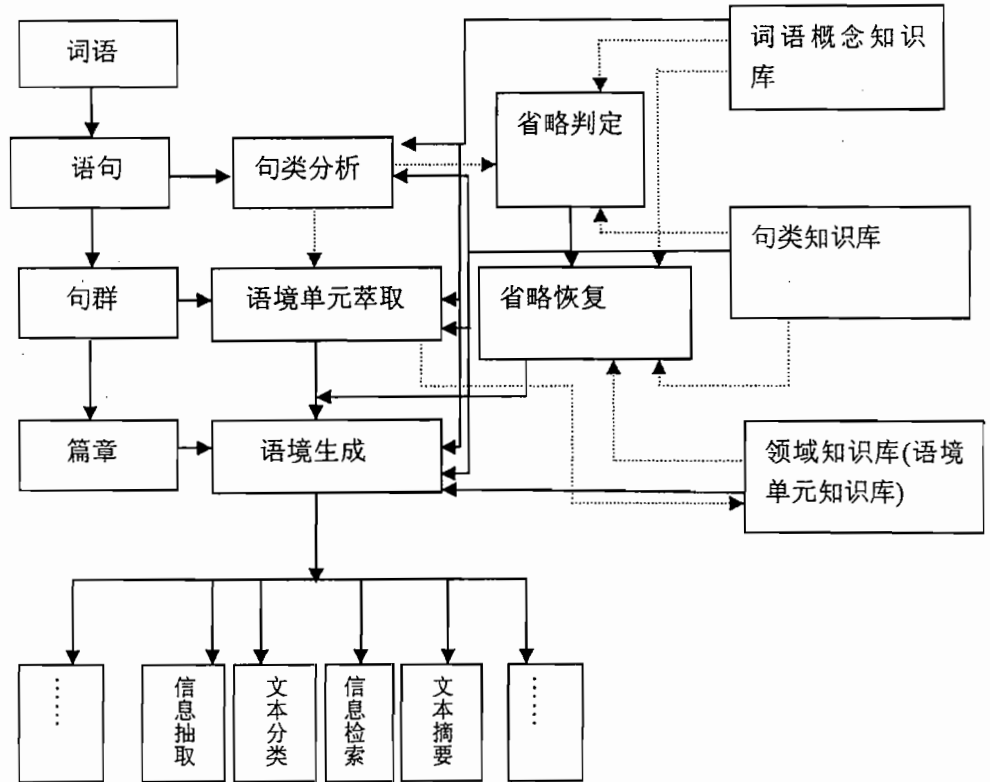 词语
词语概念知识
库
省略判定
语句
句类分析
句类知识库
句群
语境单元萃取
省略恢复
篇章
语境生成
领域知识库(语境
单元知识库)
……
信息抽取
文本分类
信息检索
文本摘要
……